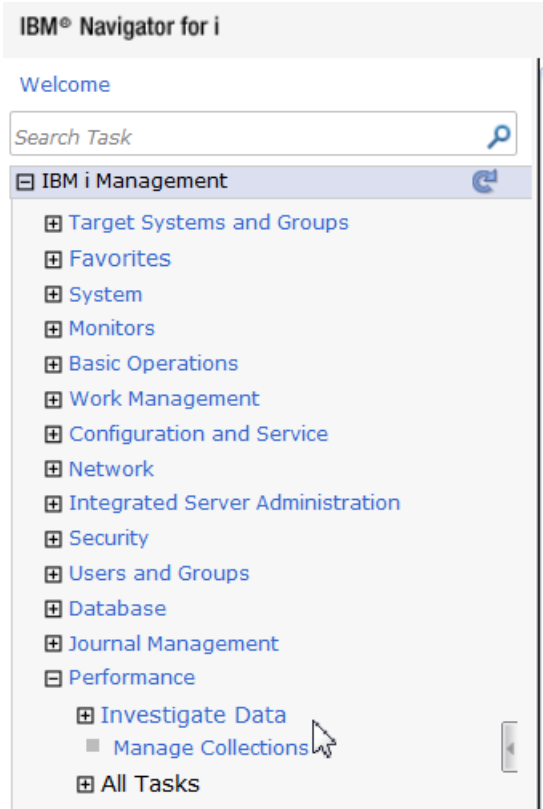 IBM® Navigator for i
Welcome
Search Task
IBM i Management
Target Systems and Groups
Favorites
System
Monitors
Basic Operations
Work Management
Configuration and Service
Network
Integrated Server Administration
Security
Users and Groups
Database
Journal Management
Performance
Investigate Data
Manage Collections
All Tasks